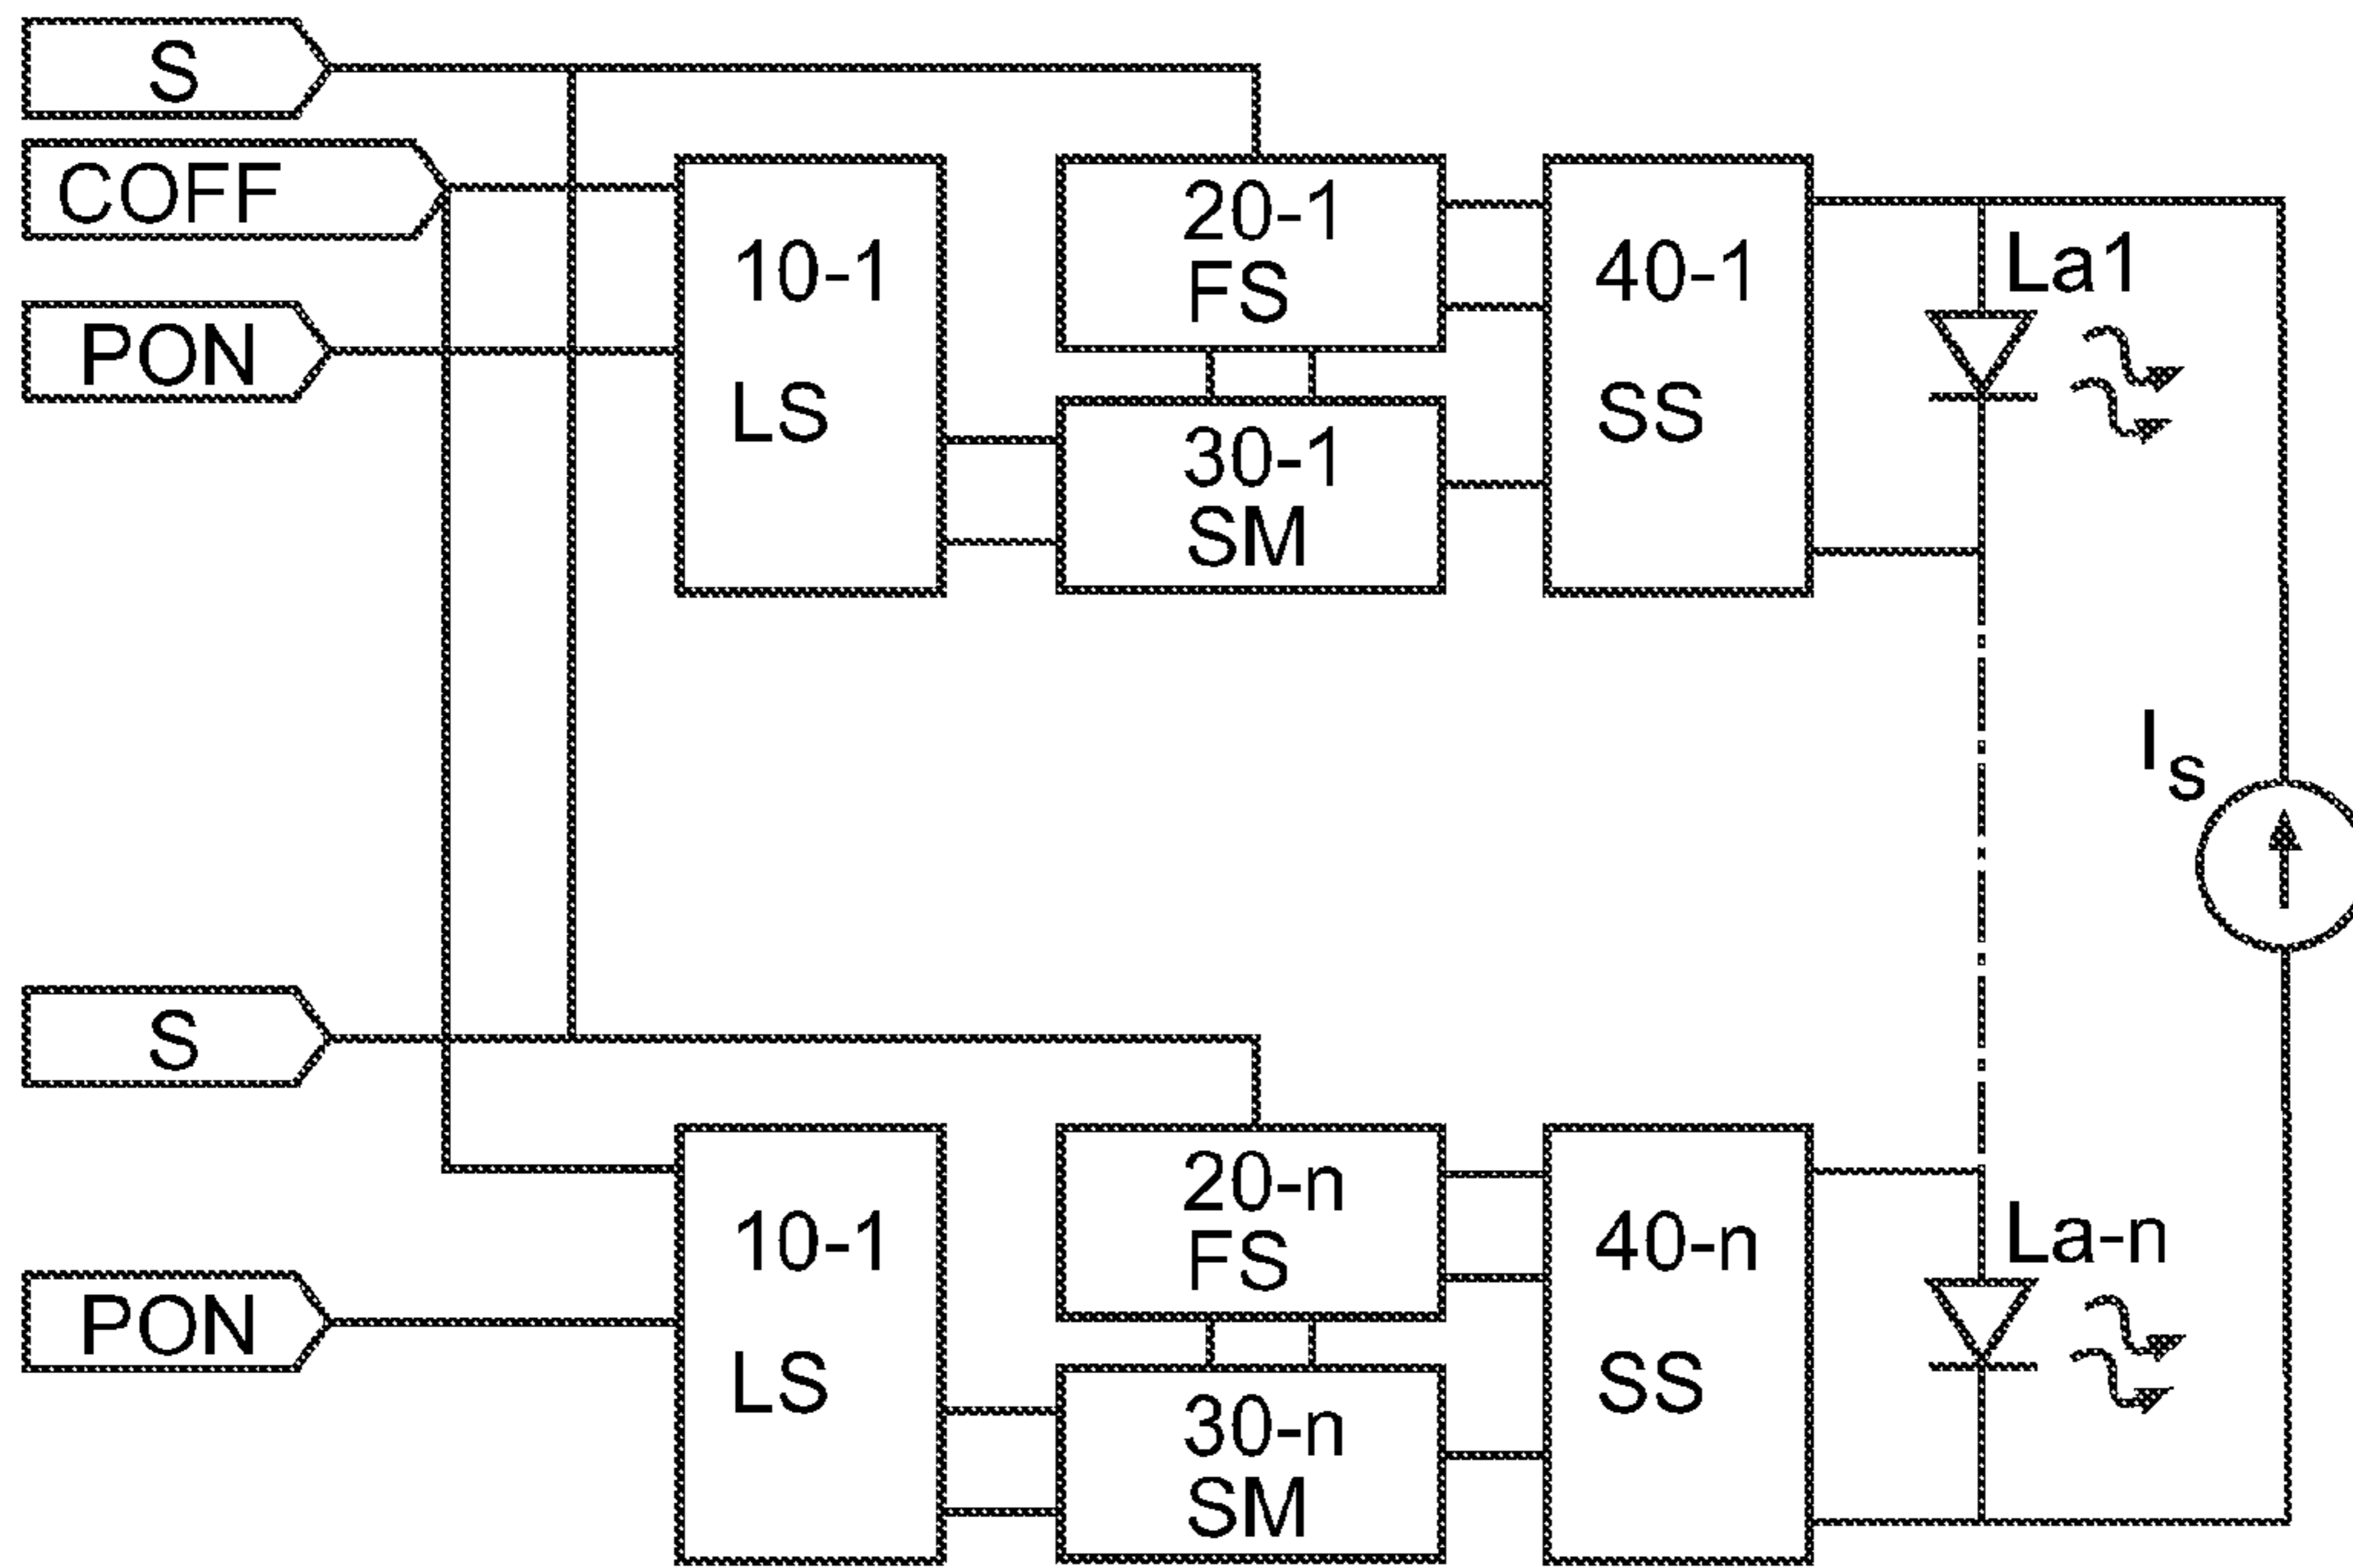 S
COFF
PON
10-1
LS
20-1
FS
30-1
SM
40-1
SS
La1
Is
S
PON
10-1
LS
20-n
FS
30-n
SM
40-n
SS
La-n